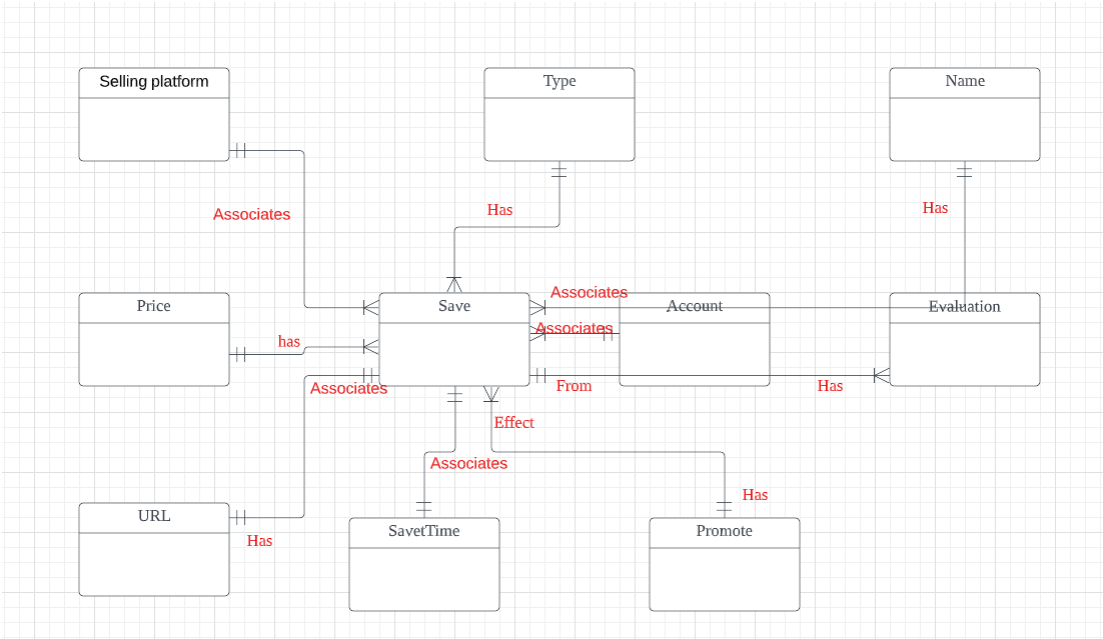 Selling platform
Type
Name
Associates
Has
Has
Associates
Price
Save
Account
Evaluation
Associates
has
Associates
From
Has
Effect
Associates
Has
URL
SavetTime
Promote
Has